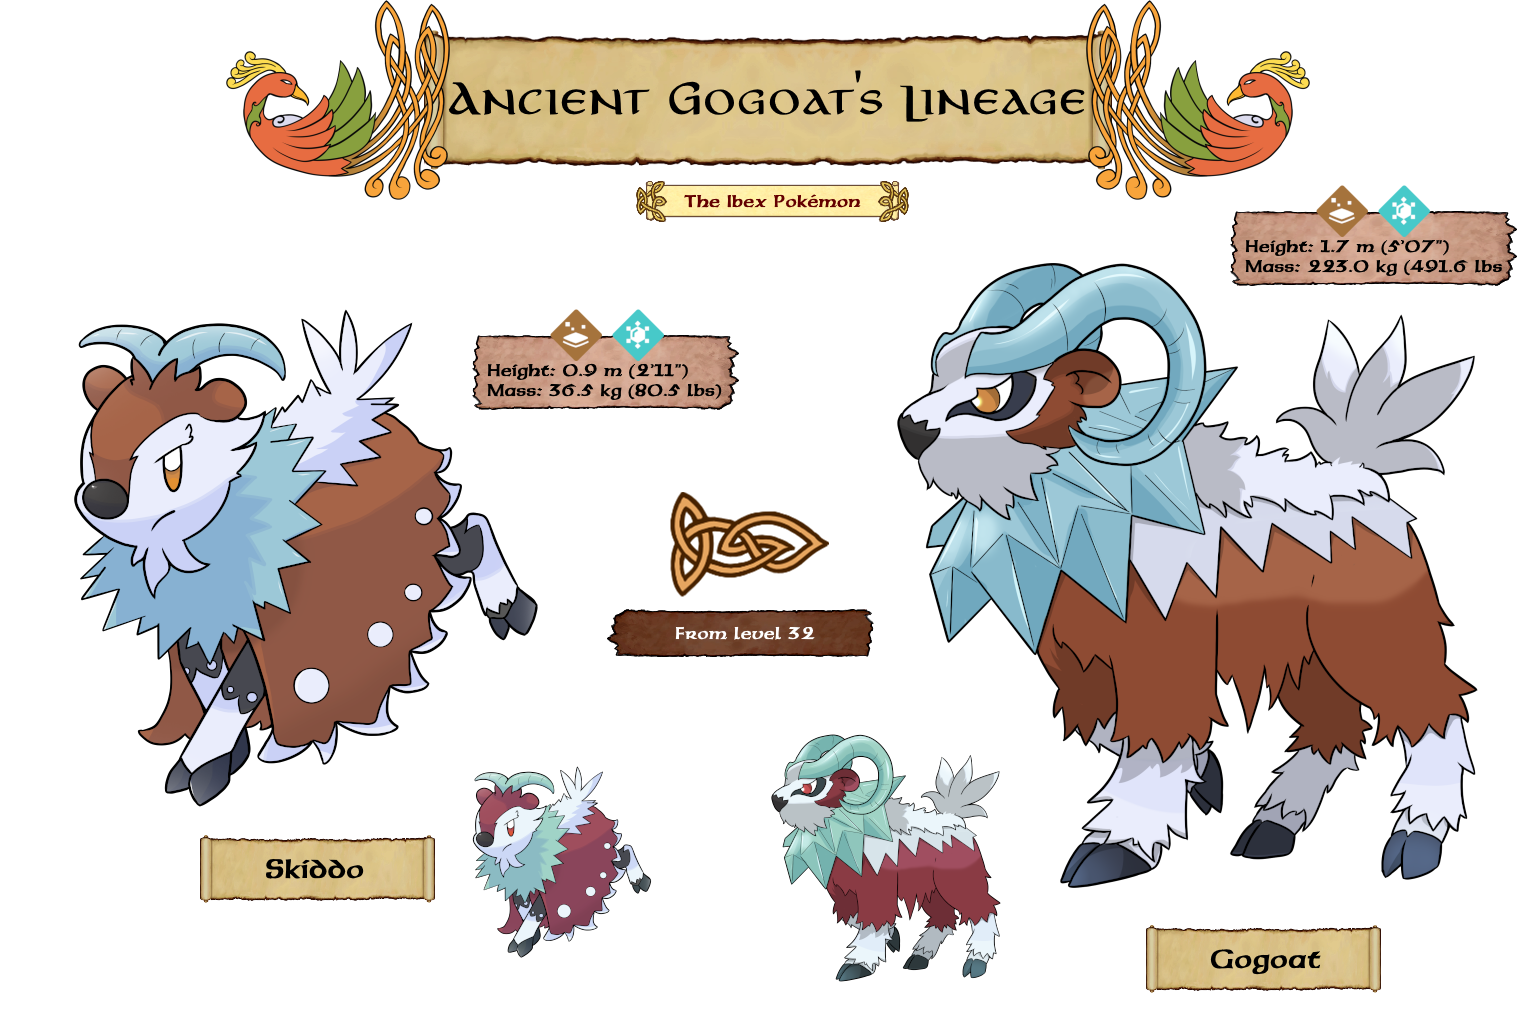 Ancient Gogoat's Lineage
The Ibex Pokémon
Height: 1.7 m (5'07")
Mass: 223.0 kg (491.6 lbs
Height: 0.9 m (2'11")
Mass: 36.5 kg (80.5 lbs)
From level 32
Skiddo
Gogoat